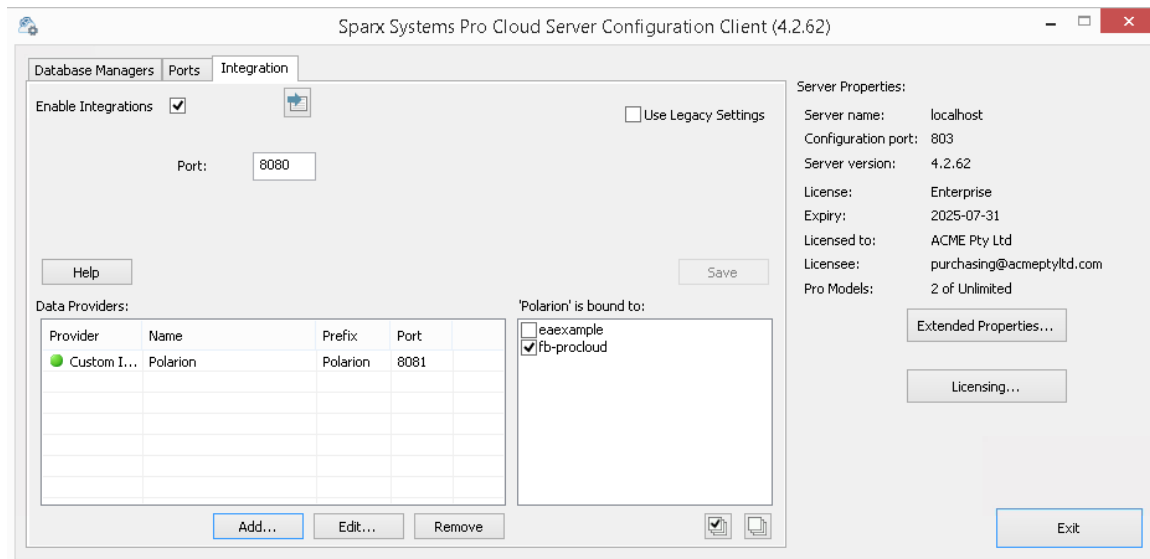 Sparx Systems Pro Cloud Server Configuration Client (4.2.62)
Database Managers Ports Integration
Enable Integrations
Use Legacy Settings
Port: 8080
Help Save
Data Providers:
Provider Name Prefix Port
Custom I... Polarion Polarion 8081
Add... Edit... Remove
'Polarion' is bound to:
eaexample
fb-procloud
Server Properties:
Server name: localhost
Configuration port: 803
Server version: 4.2.62
License: Enterprise
Expiry: 2025-07-31
Licensed to: ACME Pty Ltd
Licensee: purchasing@acmeptyltd.com
Pro Models: 2 of Unlimited
Extended Properties...
Licensing...
Exit